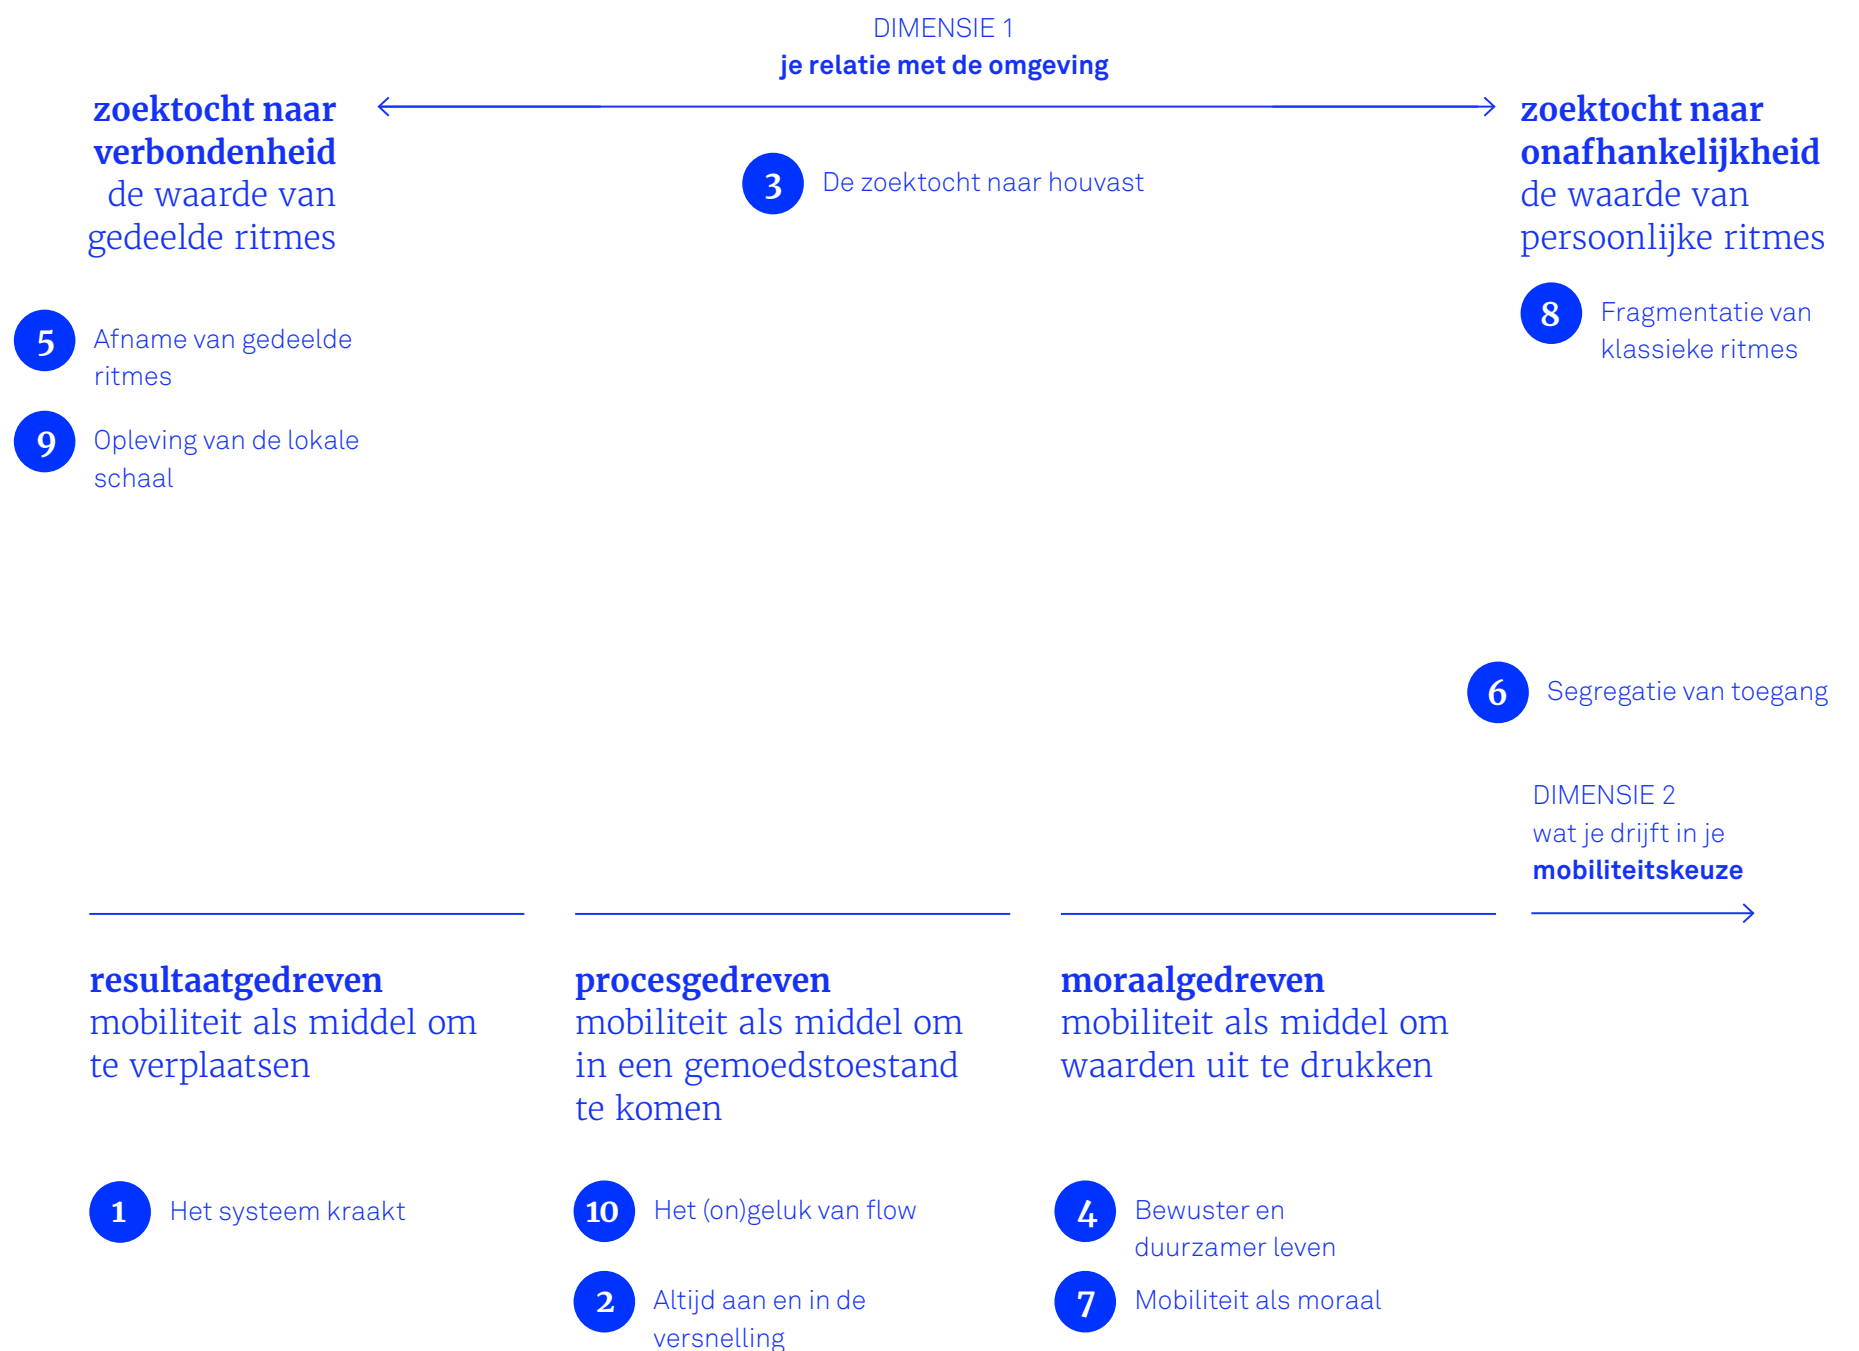 DIMENSIE 1
je relatie met de omgeving
zoektocht naar
verbondenheid
de waarde van
gedeelde ritmes
zoektocht naar
onafhankelijkheid
de waarde van
persoonlijke ritmes
3 De zoektocht naar houvast
5 Afname van gedeelde
ritmes
9 Opleving van de lokale
schaal
8 Fragmentatie van
klassieke ritmes
6 Segregatie van toegang
DIMENSIE 2
wat je drijft in je
mobiliteitskeuze
resultaatgedreven
mobiliteit als middel om
te verplaatsen
1 Het systeem kraakt
procesgedreven
mobiliteit als middel om
in een gemoedstoestand
te komen
10 Het (on)geluk van flow
2 Altijd aan en in de
versnelling
moraalgedreven
mobiliteit als middel om
waarden uit te drukken
4 Bewuster en
duurzamer leven
7 Mobiliteit als moraal